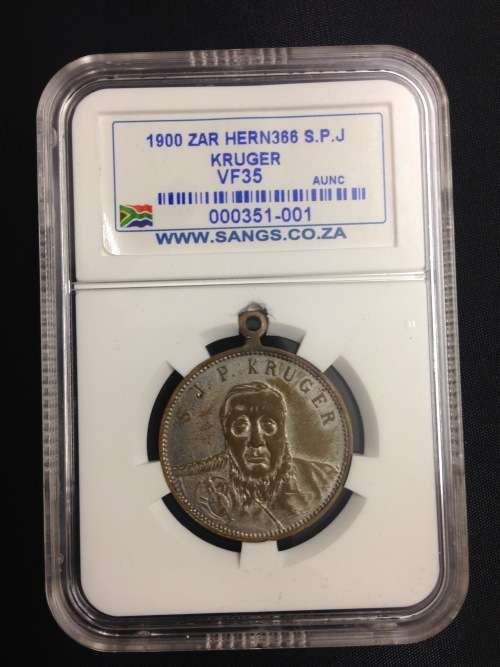 1900 ZAR HERN366 S.P.J
KRUGER
VF35
AUNC
000351-001
WWW.SANGS.CO.ZA
S. J. P. KRUGER